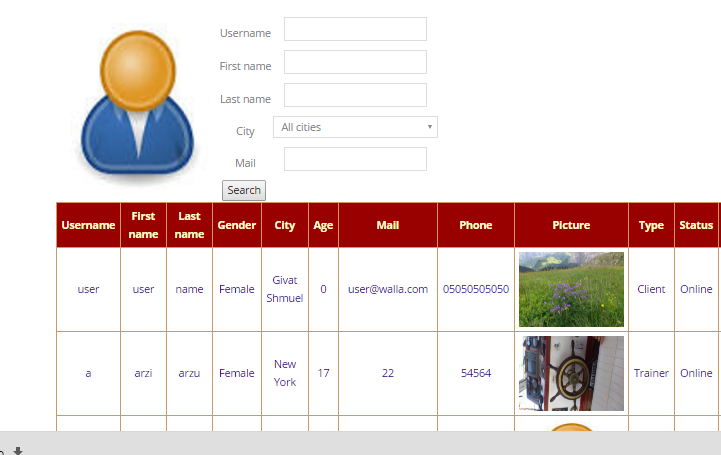 Username
First name
Last name
City All cities
Mail
Search
Username First name Last name Gender City Age Mail Phone Picture Type Status
user user name Female Givat Shmuel 0 user@walla.com 05050505050 Client Online
a arzi arzu Female New York 17 22 54564 Trainer Online